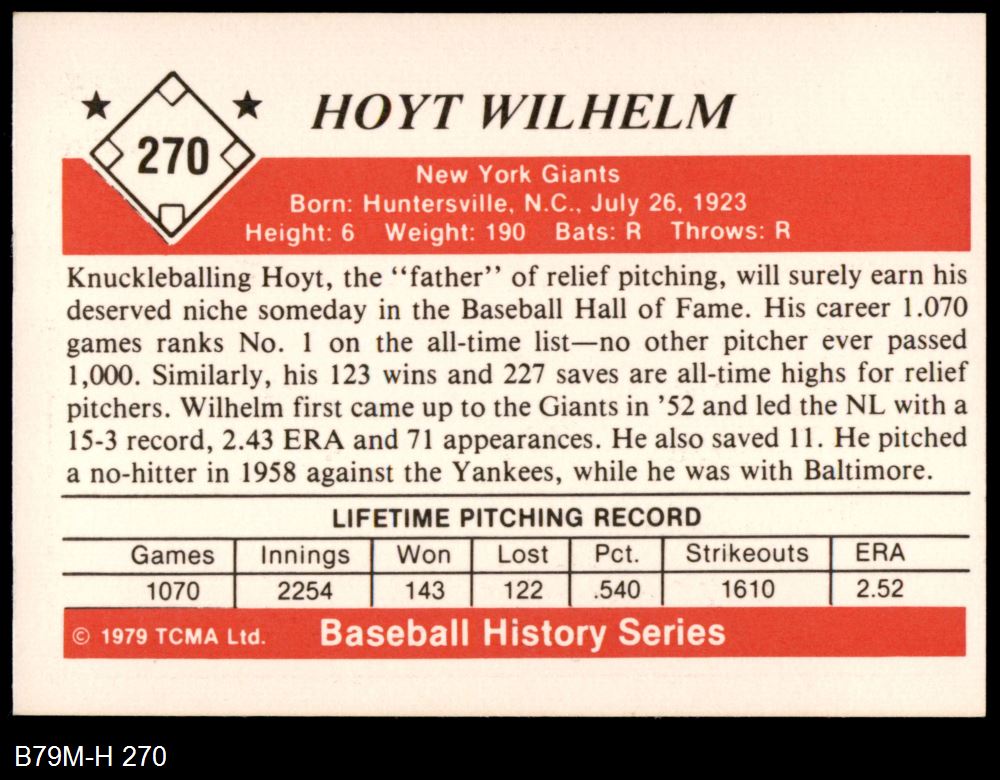 270
HOYT WILHELM
New York Giants
Born: Huntersville, N.C., July 26, 1923
Height: 6 Weight: 190 Bats: R Throws: R
Knuckleballing Hoyt, the “father” of relief pitching, will surely earn his
deserved niche someday in the Baseball Hall of Fame. His career 1.070
games ranks No. 1 on the all-time list—no other pitcher ever passed
1,000. Similarly, his 123 wins and 227 saves are all-time highs for relief
pitchers. Wilhelm first came up to the Giants in ’52 and led the NL with a
15-3 record, 2.43 ERA and 71 appearances. He also saved 11. He pitched
a no-hitter in 1958 against the Yankees, while he was with Baltimore.
LIFETIME PITCHING RECORD
Games Innings Won Lost Pct. Strikeouts ERA
1070 2254 143 122 .540 1610 2.52
© 1979 TCMA Ltd. Baseball History Series
B79M-H 270